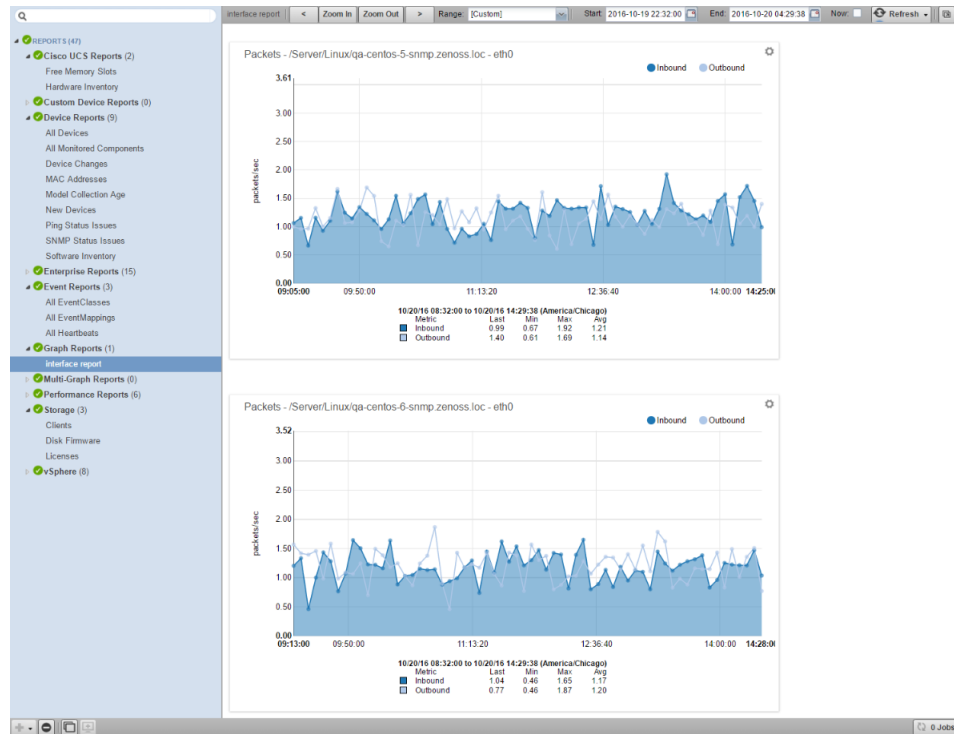 interface report < Zoom In Zoom Out > Range: [Custom] Start: 2016-10-19 22:32:00 End: 2016-10-20 04:29:38 Now: Refresh
REPORTS (47)
Cisco UCS Reports (2)
Free Memory Slots
Hardware Inventory
Custom Device Reports (0)
Device Reports (9)
All Devices
All Monitored Components
Device Changes
MAC Addresses
Model Collection Age
New Devices
Ping Status Issues
SNMP Status Issues
Software Inventory
Enterprise Reports (15)
Event Reports (3)
All EventClasses
All EventMappings
All Heartbeats
Graph Reports (1)
interface report
Multi-Graph Reports (0)
Performance Reports (6)
Storage (3)
Clients
Disk Firmware
Licenses
vSphere (8)
Packets - /Server/Linux/qa-centos-5-snmp.zenoss.loc - eth0
Inbound Outbound
3.61
3.00
2.50
2.00
1.50
1.00
0.50
0.00
packets/sec
09:05:00 09:50:00 11:13:20 12:36:40 14:00:00 14:25:00
10/20/16 08:32:00 to 10/20/16 14:29:38 (America/Chicago)
Metric Last Min Max Avg
Inbound 0.99 0.67 1.92 1.21
Outbound 1.40 0.61 1.69 1.14
Packets - /Server/Linux/qa-centos-6-snmp.zenoss.loc - eth0
Inbound Outbound
3.52
3.00
2.50
2.00
1.50
1.00
0.50
0.00
packets/sec
09:13:00 09:50:00 11:13:20 12:36:40 14:00:00 14:28:00
10/20/16 08:32:00 to 10/20/16 14:29:38 (America/Chicago)
Metric Last Min Max Avg
Inbound 1.04 0.46 1.65 1.17
Outbound 0.77 0.46 1.87 1.20
0 Jobs